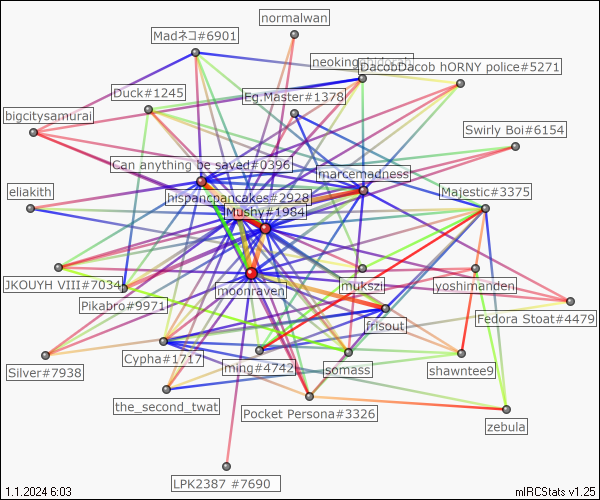 normalwan
Madネコ#6901
neokingghidorah
DacobDacob hORNY police#5271
Duck#1245
Eg.Master#1378
bigcitysamurai
Swirly Boi#6154
Can anything be saved#0396
marcemadness
eliakith
hispancpancakes#2928
Majestic#3375
Mushy#1984
JKOUYH VIII#7034
moonraven
mukszi
yoshimanden
Pikabro#9971
Fedora Stoat#4479
frisout
Cypha#1717
ming#4742
somass
shawntee9
Silver#7938
the_second_twat
Pocket Persona#3326
zebula
LPK2387 #7690
1.1.2024 6:03
mIRCStats v1.25